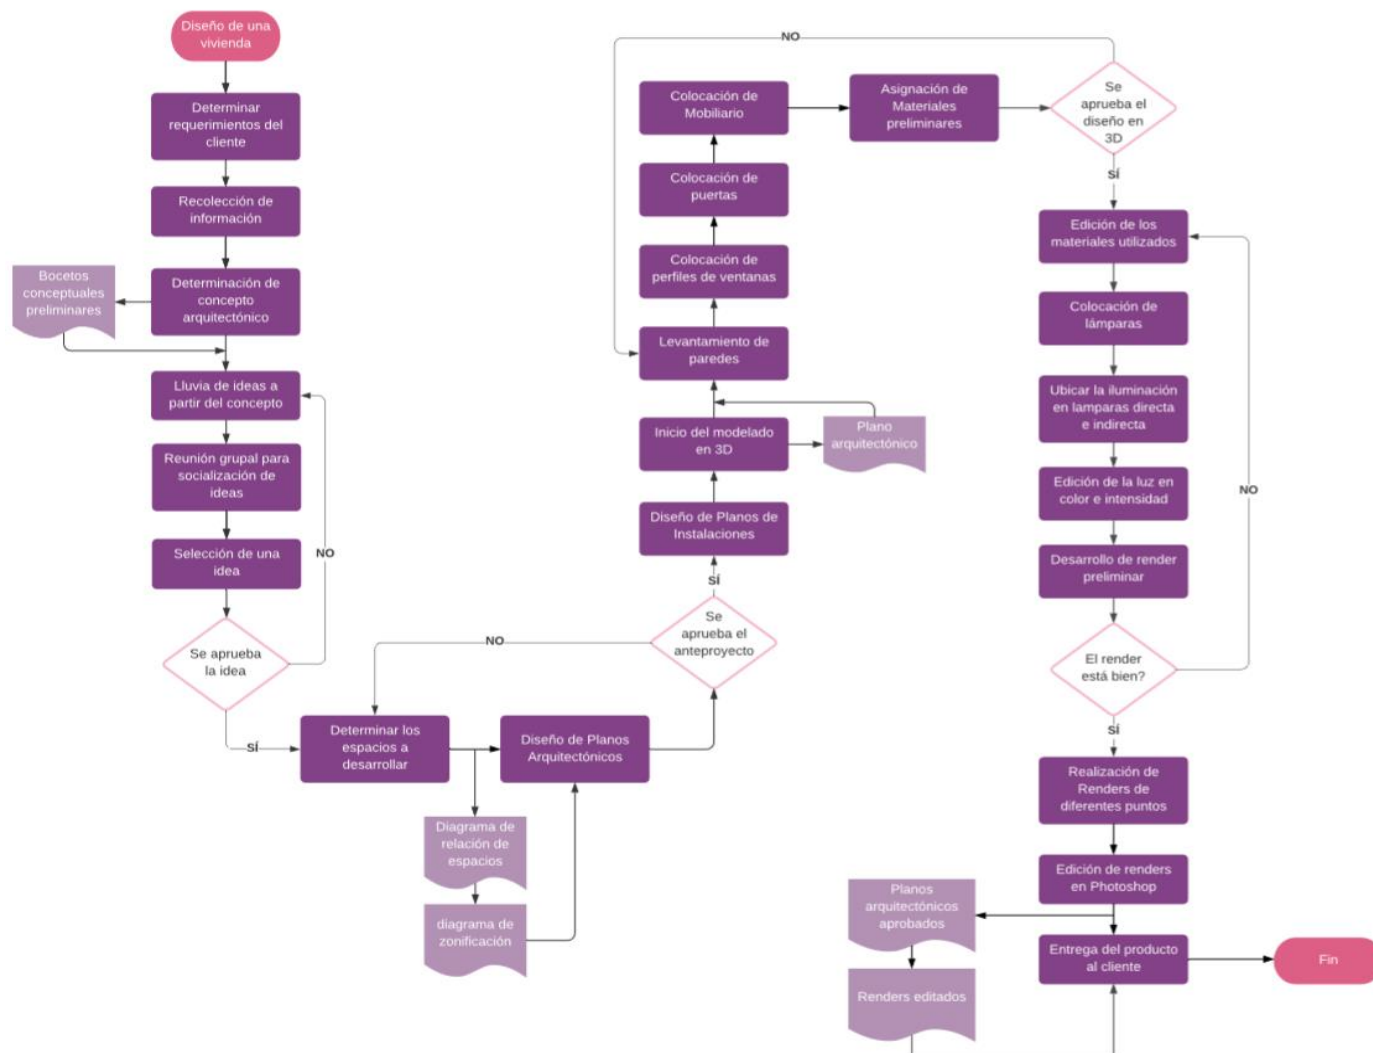 Diseño de una
vivienda
Determinar
requerimientos del
cliente
Recolección de
información
Bocetos
conceptuales
preliminares
Determinación de
concepto
arquitectónico
Lluvia de ideas a
partir del concepto
Reunión grupal para
socialización de
ideas
Selección de una
idea
NO
Se aprueba
la idea
SÍ
Determinar los
espacios a
desarrollar
Diagrama de
relación de
espacios
diagrama de
zonificación
Diseño de Planos
Arquitectónicos
NO
Se
aprueba el
anteproyecto
SÍ
Diseño de Planos de
Instalaciones
Inicio del modelado
en 3D
Plano
arquitectónico
Levantamiento de
paredes
Colocación de
perfiles de ventanas
Colocación de
puertas
Colocación de
Mobiliario
Asignación de
Materiales
preliminares
NO
Se
aprueba el
diseño en
3D
SÍ
Edición de los
materiales utilizados
Colocación de
lámparas
Ubicar la iluminación
en lamparas directa
e indirecta
Edición de la luz en
color e intensidad
NO
Desarrollo de render
preliminar
El render
está bien?
SÍ
Realización de
Renders de
diferentes puntos
Edición de renders
en Photoshop
Planos
arquitectónicos
aprobados
Renders editados
Entrega del producto
al cliente
Fin